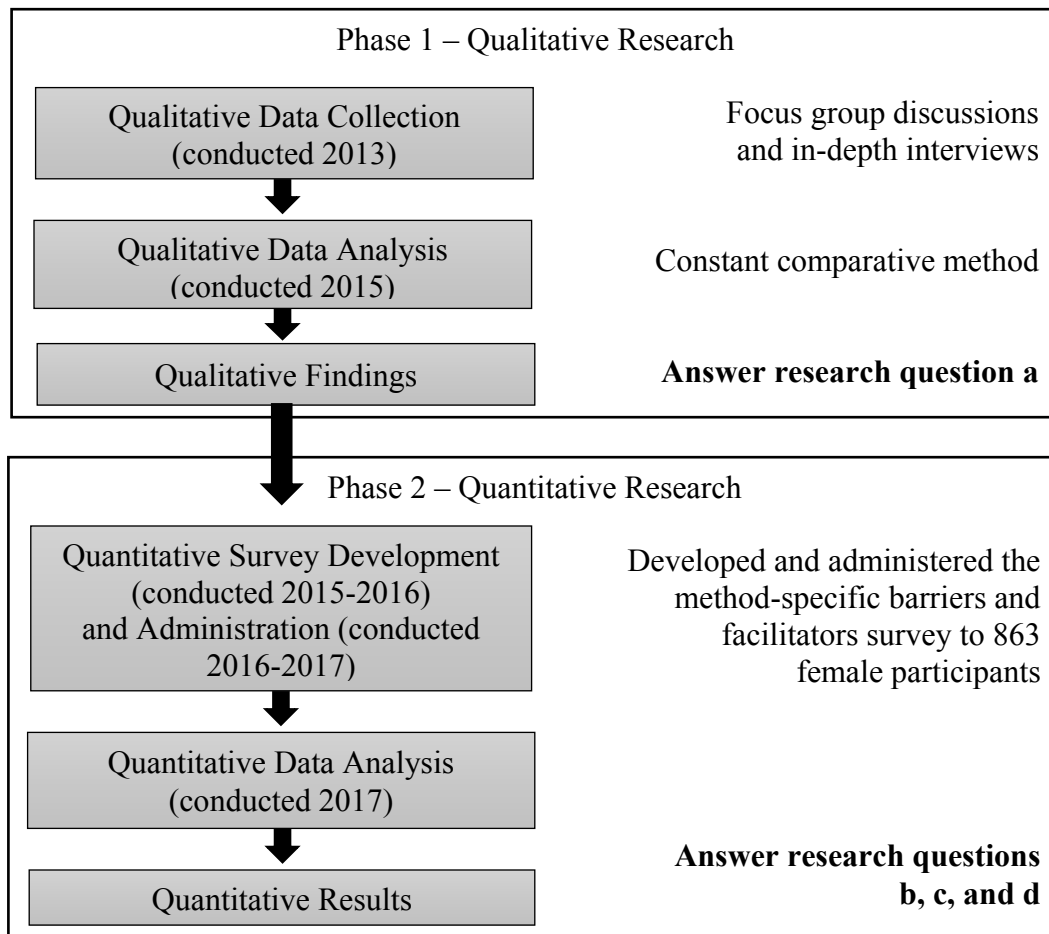 Phase 1 – Qualitative Research
Qualitative Data Collection
(conducted 2013)
Focus group discussions
and in-depth interviews
Qualitative Data Analysis
(conducted 2015)
Constant comparative method
Qualitative Findings
Answer research question a
Phase 2 – Quantitative Research
Quantitative Survey Development
(conducted 2015-2016)
and Administration (conducted
2016-2017)
Developed and administered the
method-specific barriers and
facilitators survey to 863
female participants
Quantitative Data Analysis
(conducted 2017)
Quantitative Results
Answer research questions
b, c, and d